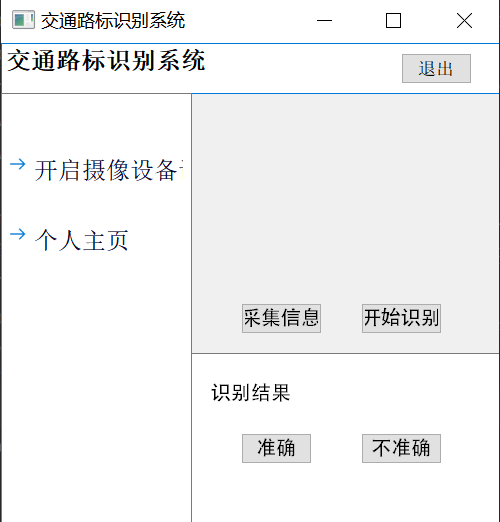 交通路标识别系统
交通路标识别系统
退出
开启摄像设备
个人主页
采集信息 开始识别
识别结果
准确 不准确